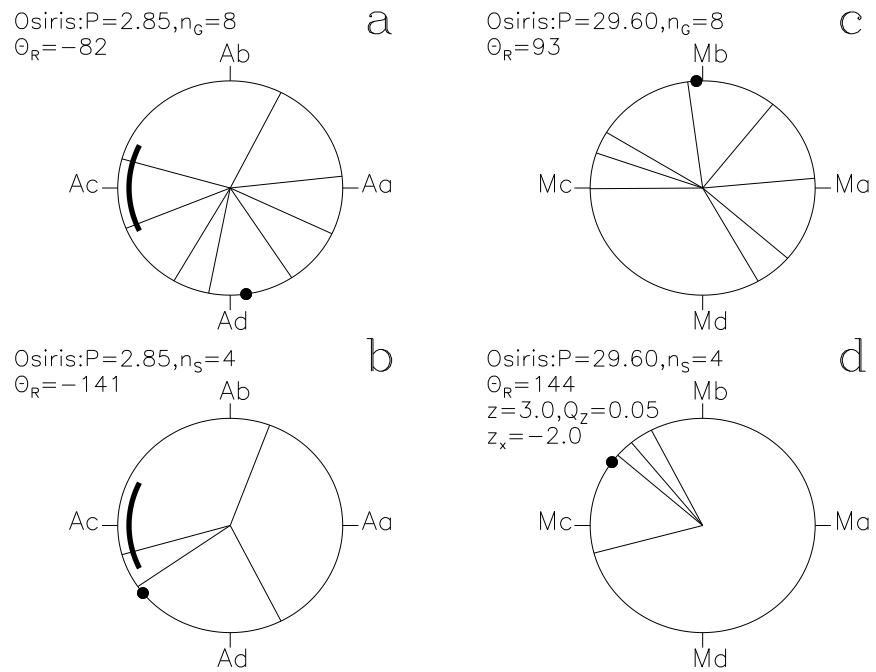 Osiris:P=2.85,n_G=8
Θ_R=−82
a
Ab
Ac
Aa
Ad
Osiris:P=29.60,n_G=8
Θ_R=93
c
Mb
Mc
Ma
Md
Osiris:P=2.85,n_S=4
Θ_R=−141
b
Ab
Ac
Aa
Ad
Osiris:P=29.60,n_S=4
Θ_R=144
z=3.0,Q_Z=0.05
z_x=−2.0
d
Mb
Mc
Ma
Md